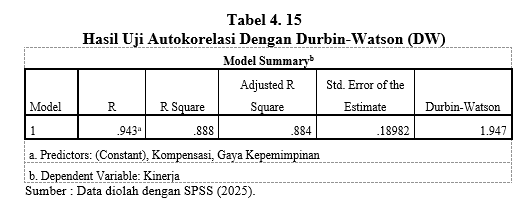 Tabel 4. 15
Hasil Uji Autokorelasi Dengan Durbin-Watson (DW)
Model Summaryb
Model R R Square Adjusted R Square Std. Error of the Estimate Durbin-Watson
1 .943a .888 .884 .18982 1.947
a. Predictors: (Constant), Kompensasi, Gaya Kepemimpinan
b. Dependent Variable: Kinerja
Sumber : Data diolah dengan SPSS (2025).